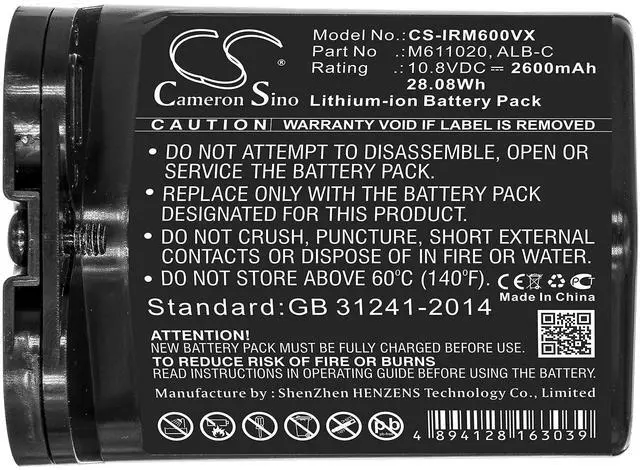 CS
Cameron Sino
Model No. : CS-IRM600VX
Part No : M611020, ALB-C
Rating : 10.8VDC⎓ 2600mAh
28.08Wh
Lithium-ion Battery Pack
CAUTION WARRANTY VOID IF LABEL IS REMOVED
• DO NOT ATTEMPT TO DISASSEMBLE, OPEN OR
SERVICE THE BATTERY PACK.
• REPLACE ONLY WITH THE BATTERY PACK
DESIGNATED FOR THIS PRODUCT.
• DO NOT CRUSH, PUNCTURE, SHORT EXTERNAL
CONTACTS OR DISPOSE OF IN FIRE OR WATER.
• DO NOT STORE ABOVE 60°C (140°F).
CE
Made In China
Standard:GB 31241-2014
ATTENTION!
NEW BATTERY PACK MUST BE FULLY CHARGED BEFORE USE.
TO REDUCE RISK OF FIRE OR BURNS
READ INSTRUCTIONS IN OPERATING GUIDE BEFORE USING BATTERY
Manufacture by : ShenZhen HENZENS Technology Co., Limited
4 894128 163039